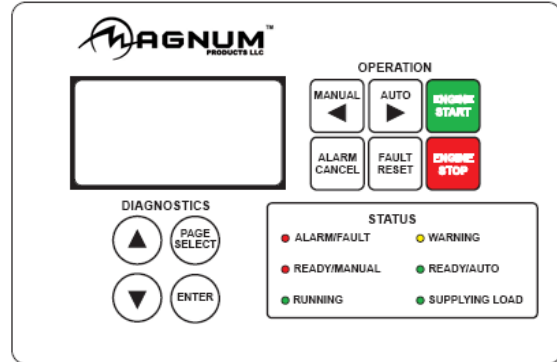 MAGNUM™
PRODUCTS LLC
OPERATION
MANUAL
AUTO
ENGINE
START
ALARM
CANCEL
FAULT
RESET
ENGINE
STOP
DIAGNOSTICS
PAGE
SELECT
ENTER
STATUS
ALARM/FAULT
WARNING
READY/MANUAL
READY/AUTO
RUNNING
SUPPLYING LOAD